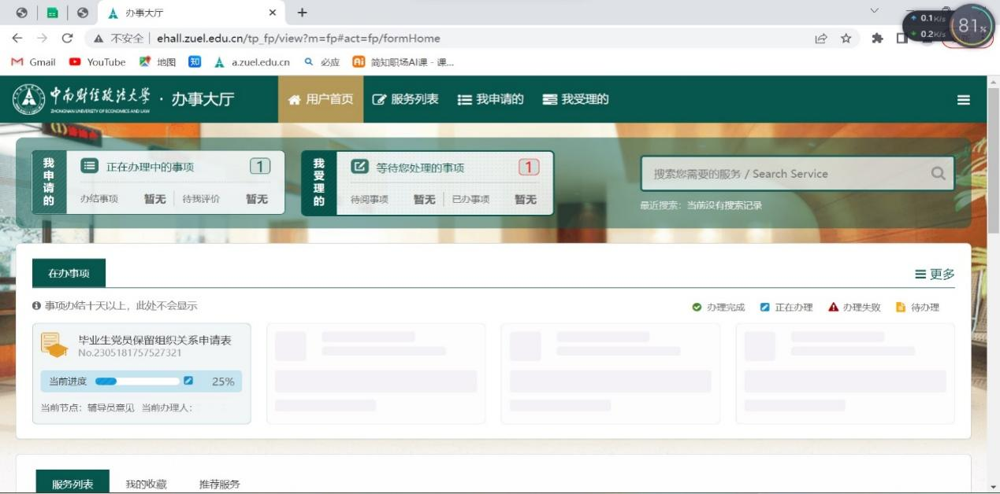 办事大厅
不安全 ehall.zuel.edu.cn/tp_fp/view?m=fp#act=fp/formHome
0.1K/s
0.2K/s
81%
Gmail YouTube 地图 知 a.zuel.edu.cn 必应 Ai 简知职场AI课 - 课...
中南财经政法大学 · 办事大厅
ZHONGNAN UNIVERSITY OF ECONOMICS AND LAW
用户首页 服务列表 我申请的 我受理的
我申请的
正在办理中的事项 1
办结事项 暂无 待我评价 暂无
我受理的
等待您处理的事项 1
待阅事项 暂无 已办事项 暂无
搜索您需要的服务 / Search Service
最近搜索: 当前没有搜索记录
在办事项
更多
事项办结十天以上，此处不会显示
办理完成 正在办理 办理失败 待办理
毕业生党员保留组织关系申请表
No.2305181757527321
当前进度 25%
当前节点: 辅导员意见 当前办理人:
服务列表 我的收藏 推荐服务